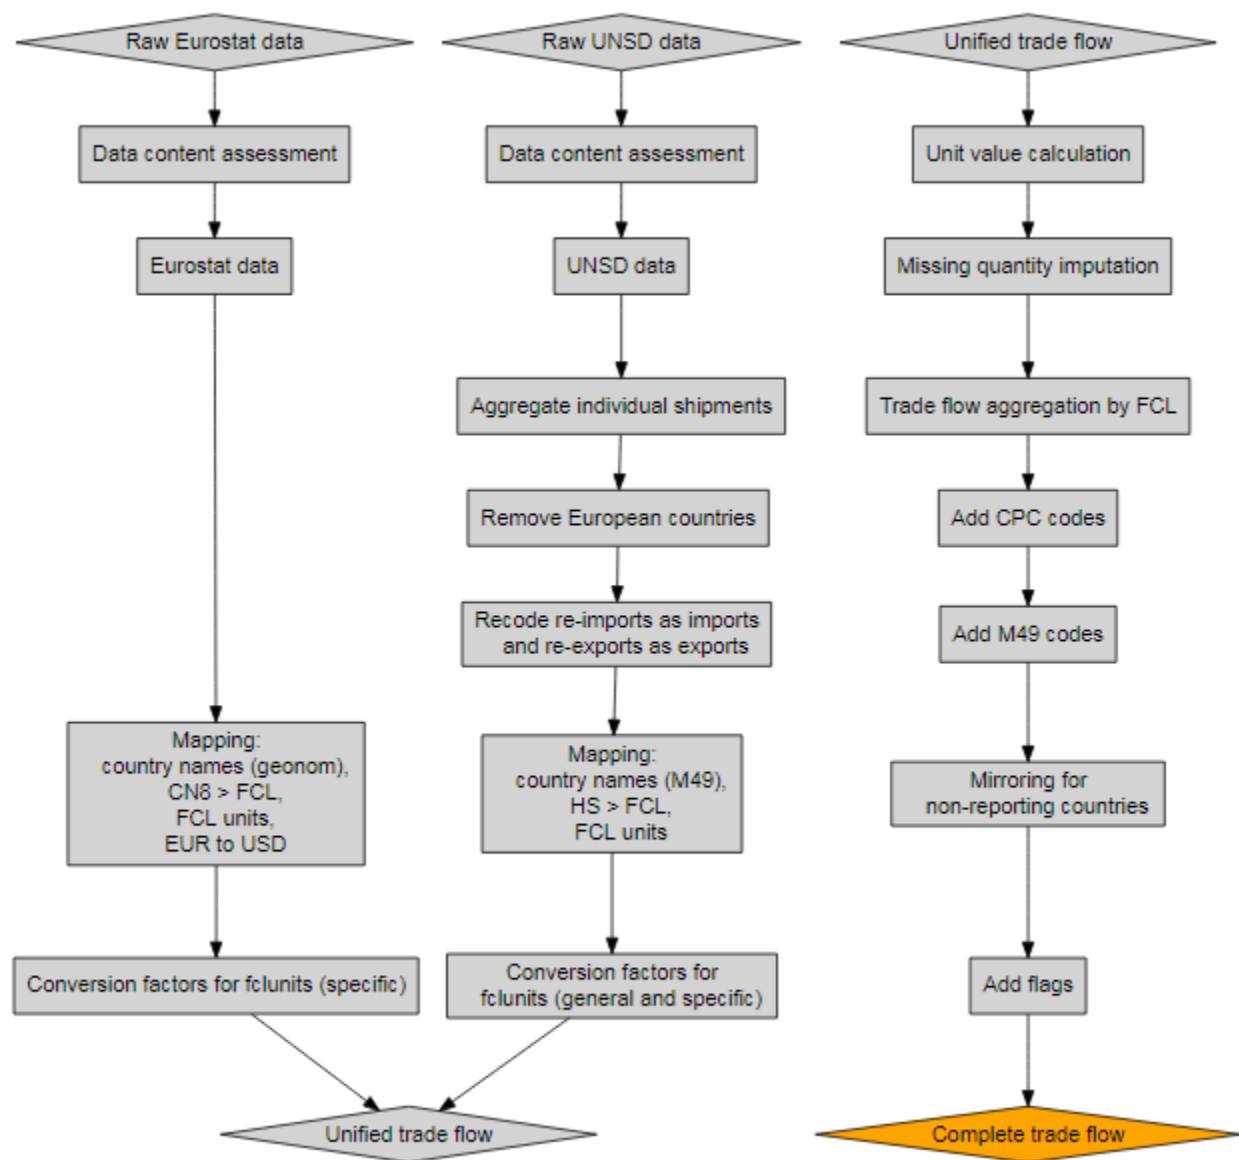 Raw Eurostat data
Data content assessment
Eurostat data
Mapping:
country names (geonom),
CN8 > FCL,
FCL units,
EUR to USD
Conversion factors for fclunits (specific)
Raw UNSD data
Data content assessment
UNSD data
Aggregate individual shipments
Remove European countries
Recode re-imports as imports
and re-exports as exports
Mapping:
country names (M49),
HS > FCL,
FCL units
Conversion factors for
fclunits (general and specific)
Unified trade flow
Unified trade flow
Unit value calculation
Missing quantity imputation
Trade flow aggregation by FCL
Add CPC codes
Add M49 codes
Mirroring for
non-reporting countries
Add flags
Complete trade flow